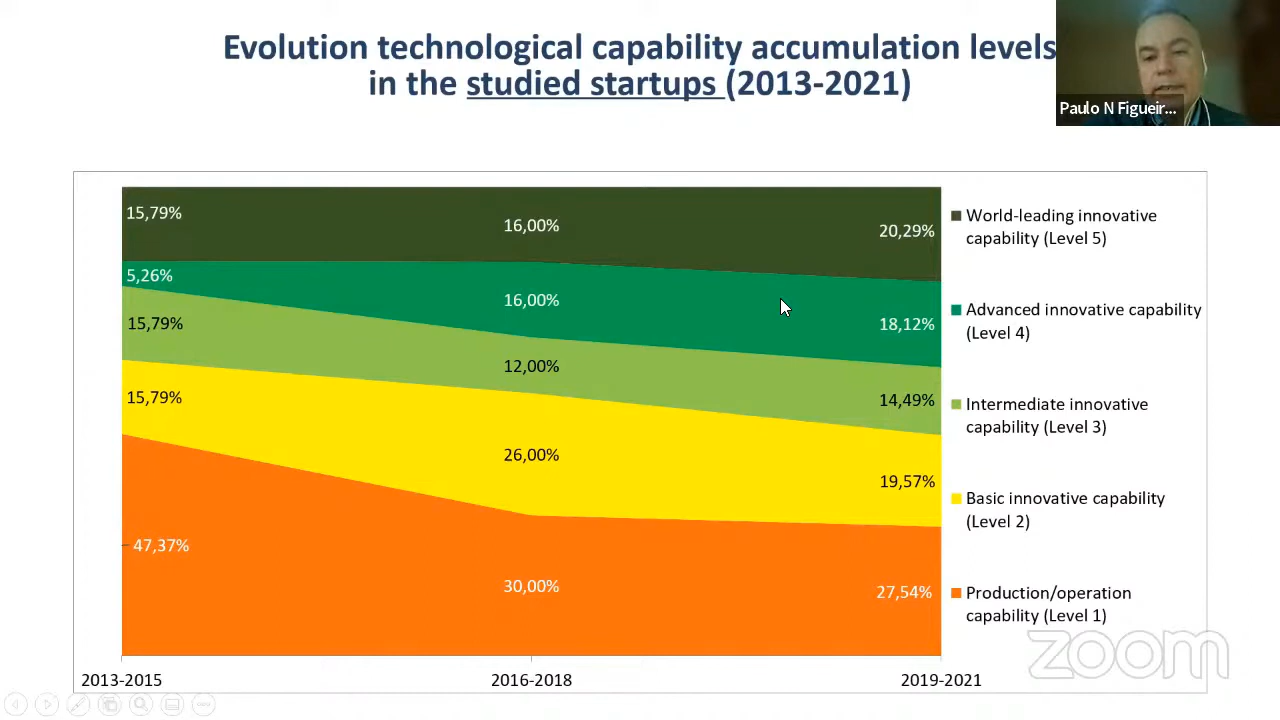 Evolution technological capability accumulation levels
in the studied startups (2013-2021)
Paulo N Figueir...
15,79%
16,00%
20,29%
5,26%
16,00%
18,12%
15,79%
12,00%
14,49%
15,79%
26,00%
19,57%
47,37%
30,00%
27,54%
World-leading innovative
capability (Level 5)
Advanced innovative capability
(Level 4)
Intermediate innovative
capability (Level 3)
Basic innovative capability
(Level 2)
Production/operation
capability (Level 1)
2013-2015
2016-2018
2019-2021
zoom